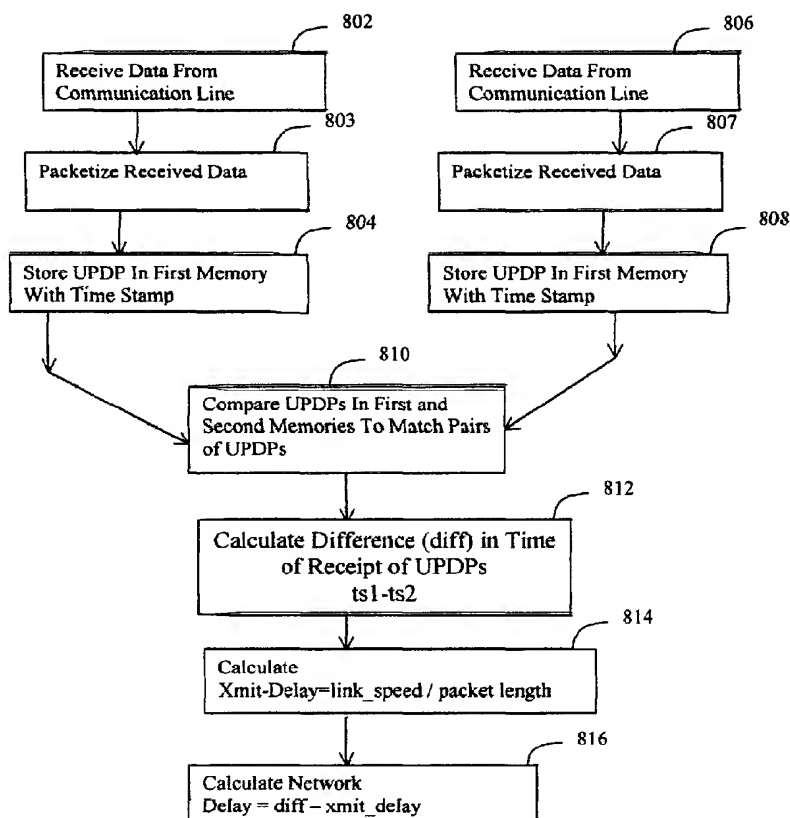 802
Receive Data From
Communication Line
803
Packetize Received Data
804
Store UPDP In First Memory
With Time Stamp
806
Receive Data From
Communication Line
807
Packetize Received Data
808
Store UPDP In First Memory
With Time Stamp
810
Compare UPDPs In First and
Second Memories To Match Pairs
of UPDPs
812
Calculate Difference (diff) in Time
of Receipt of UPDPs
ts1-ts2
814
Calculate
Xmit-Delay=link_speed / packet length
816
Calculate Network
Delay = diff – xmit_delay